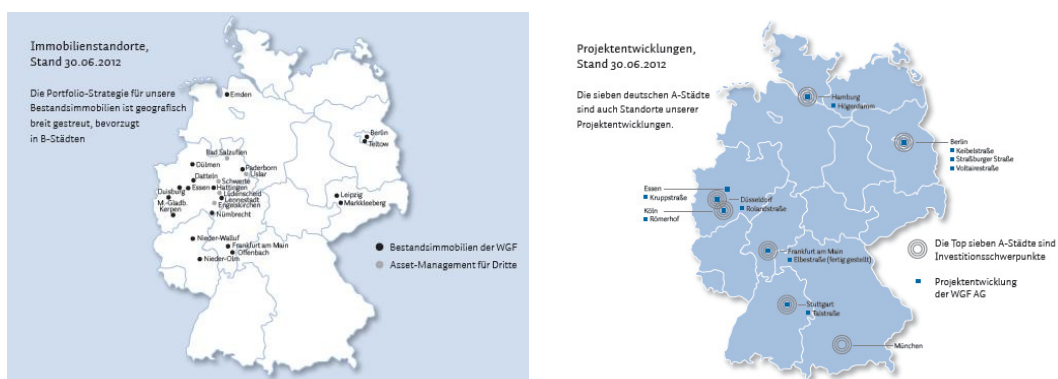 Immobilienstandorte,
Stand 30.06.2012
Die Portfolio-Strategie für unsere
Bestandsimmobilien ist geografisch
breit gestreut, bevorzugt
in B-Städten
Emden
Berlin
Teltow
Bad Salzuflen
Dülmen
Paderborn
Uslar
Datteln
Schwerte
Duisburg
Essen
Hattingen
Lüdenscheid
M.-Gladb.
Lennestadt
Kerpen
Engelskirchen
Nümbrecht
Leipzig
Markkleeberg
Nieder-Walluf
Frankfurt am Main
Offenbach
Nieder-Olm
Bestandsimmobilien der WGF
Asset-Management für Dritte
Projektentwicklungen,
Stand 30.06.2012
Die sieben deutschen A-Städte
sind auch Standorte unserer
Projektentwicklungen.
Hamburg
Högerdamm
Berlin
Keibelstraße
Straßburger Straße
Voltairestraße
Essen
Kruppstraße
Düsseldorf
Rolandstraße
Köln
Römerhof
Frankfurt am Main
Elbestraße (fertig gestellt)
Stuttgart
Talstraße
München
Die Top sieben A-Städte sind
Investitionsschwerpunkte
Projektentwicklung
der WGF AG